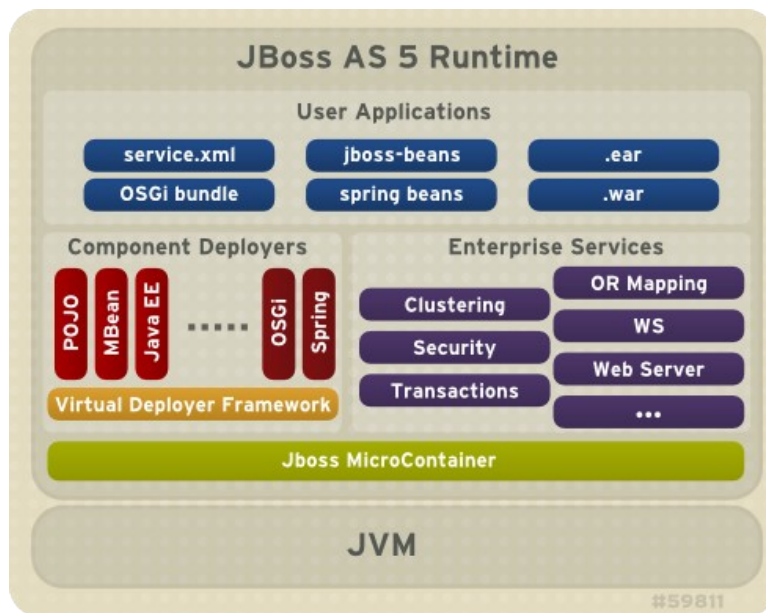 JBoss AS 5 Runtime
User Applications
service.xml
jboss-beans
.ear
OSGi bundle
spring beans
.war
Component Deployers
POJO
MBean
Java EE
.....
OSGi
Spring
Virtual Deployer Framework
Enterprise Services
Clustering
Security
Transactions
OR Mapping
WS
Web Server
...
Jboss MicroContainer
JVM
#59811